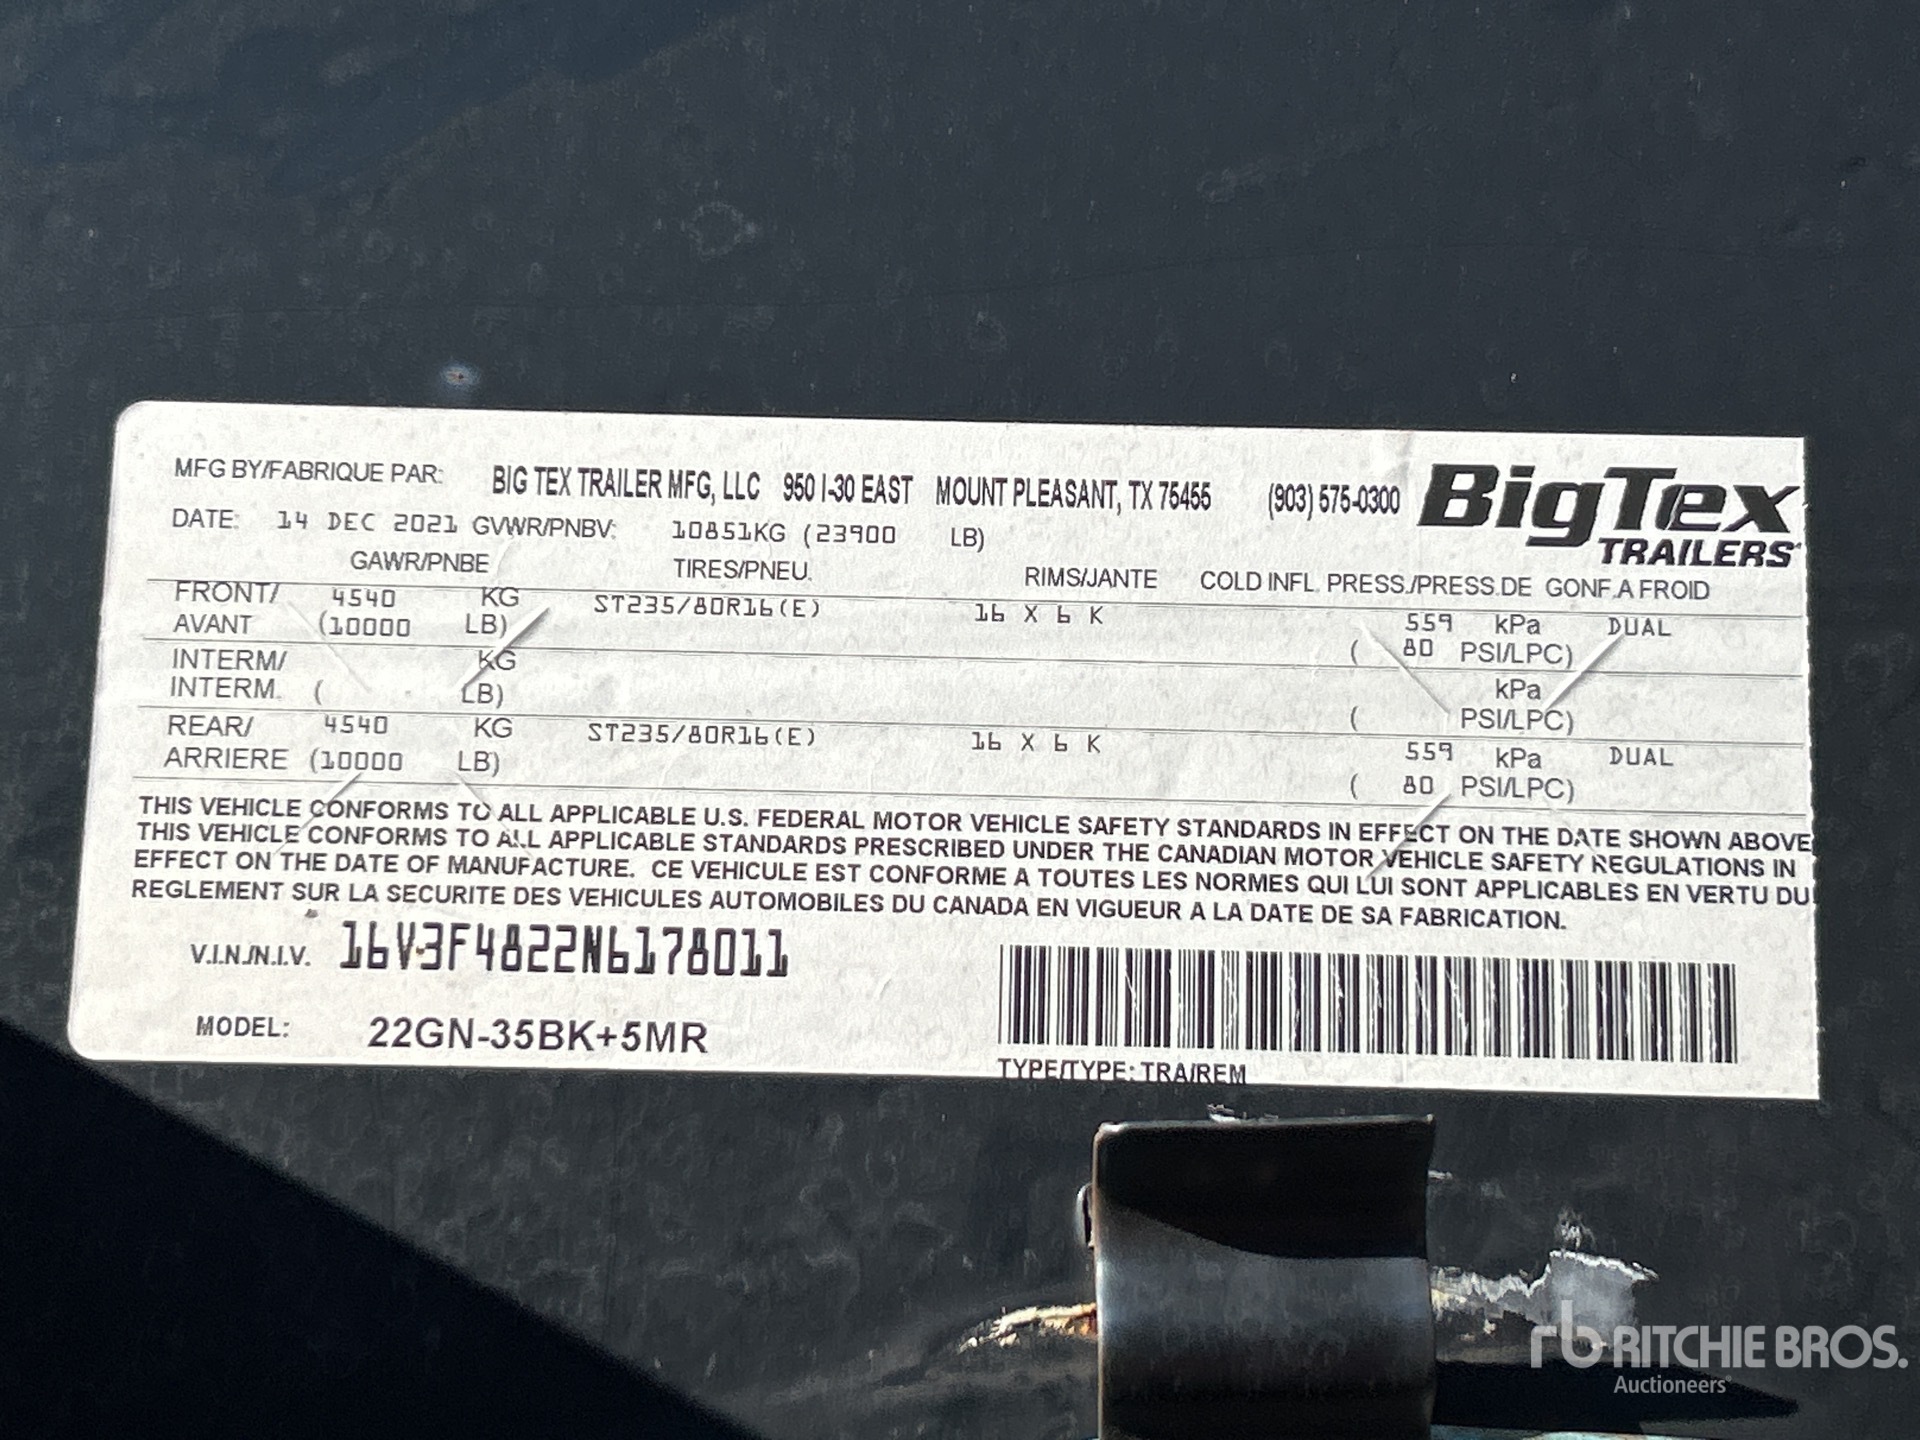 MFG BY/FABRIQUE PAR: BIG TEX TRAILER MFG, LLC 950 I-30 EAST MOUNT PLEASANT, TX 75455 (903) 575-0300 BigTex
TRAILERS
DATE: 14 DEC 2021 GVWR/PNBV: 10851KG (23900 LB)
GAWR/PNBE TIRES/PNEU. RIMS/JANTE COLD INFL. PRESS./PRESS.DE GONF.A FROID
FRONT/ 4540 KG ST235/80R16(E) 16 X 6 K 559 kPa DUAL
AVANT (10000 LB) ( 80 PSI/LPC)
INTERM/ KG kPa
INTERM. ( LB) ( PSI/LPC)
REAR/ 4540 KG ST235/80R16(E) 16 X 6 K 559 kPa DUAL
ARRIERE (10000 LB) ( 80 PSI/LPC)
THIS VEHICLE CONFORMS TO ALL APPLICABLE U.S. FEDERAL MOTOR VEHICLE SAFETY STANDARDS IN EFFECT ON THE DATE SHOWN ABOVE
THIS VEHICLE CONFORMS TO ALL APPLICABLE STANDARDS PRESCRIBED UNDER THE CANADIAN MOTOR VEHICLE SAFETY REGULATIONS IN
EFFECT ON THE DATE OF MANUFACTURE. CE VEHICULE EST CONFORME A TOUTES LES NORMES QUI LUI SONT APPLICABLES EN VERTU DU
REGLEMENT SUR LA SECURITE DES VEHICULES AUTOMOBILES DU CANADA EN VIGUEUR A LA DATE DE SA FABRICATION.
V.I.N./N.I.V. 16V3F4822N6178011
MODEL: 22GN-35BK+5MR
TYPE/TYPE: TRA/REM
rb RITCHIE BROS.
Auctioneers